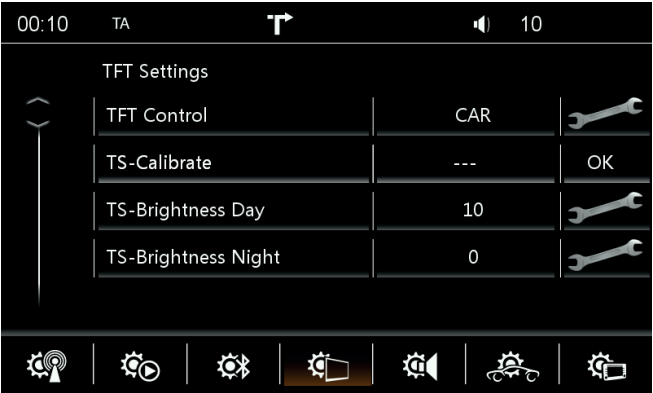 00:10 TA 10
TFT Settings
TFT Control CAR
TS-Calibrate --- OK
TS-Brightness Day 10
TS-Brightness Night 0